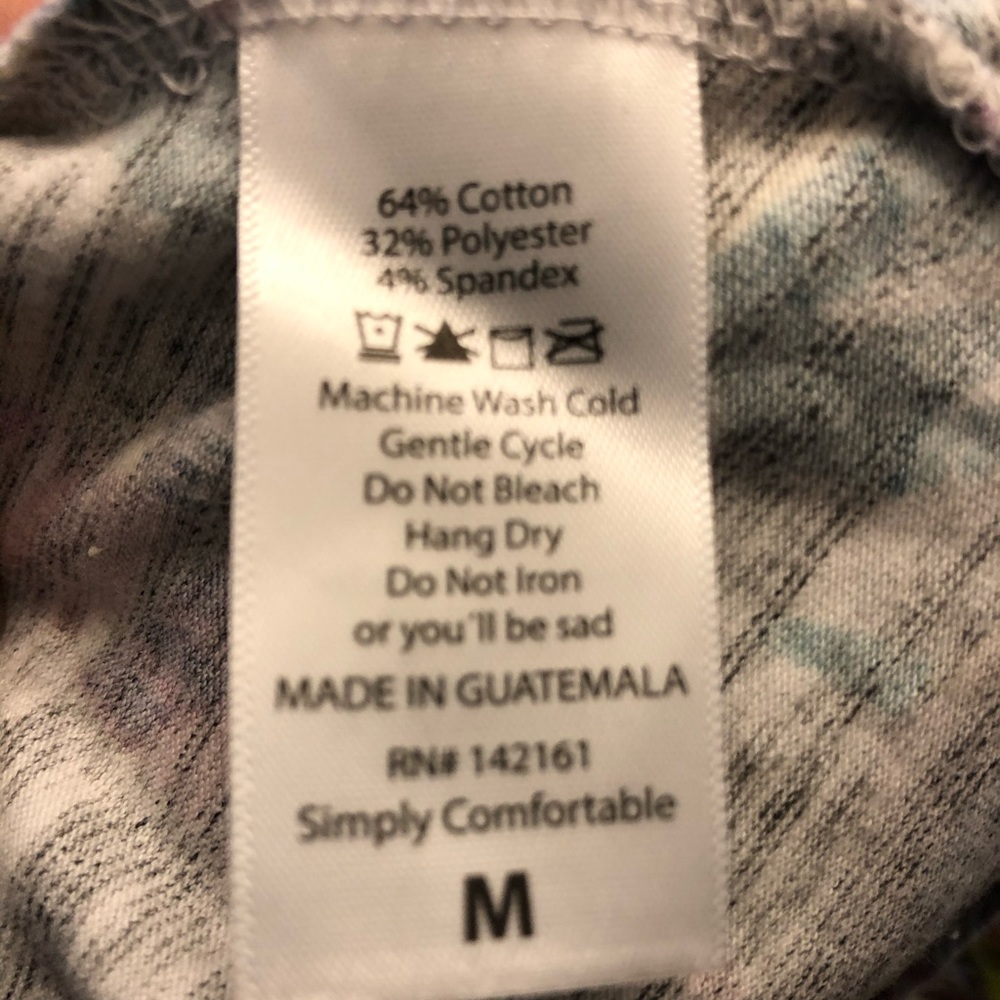 64% Cotton
32% Polyester
4% Spandex
Machine Wash Cold
Gentle Cycle
Do Not Bleach
Hang Dry
Do Not Iron
or you'll be sad
MADE IN GUATEMALA
RN# 142161
Simply Comfortable
M